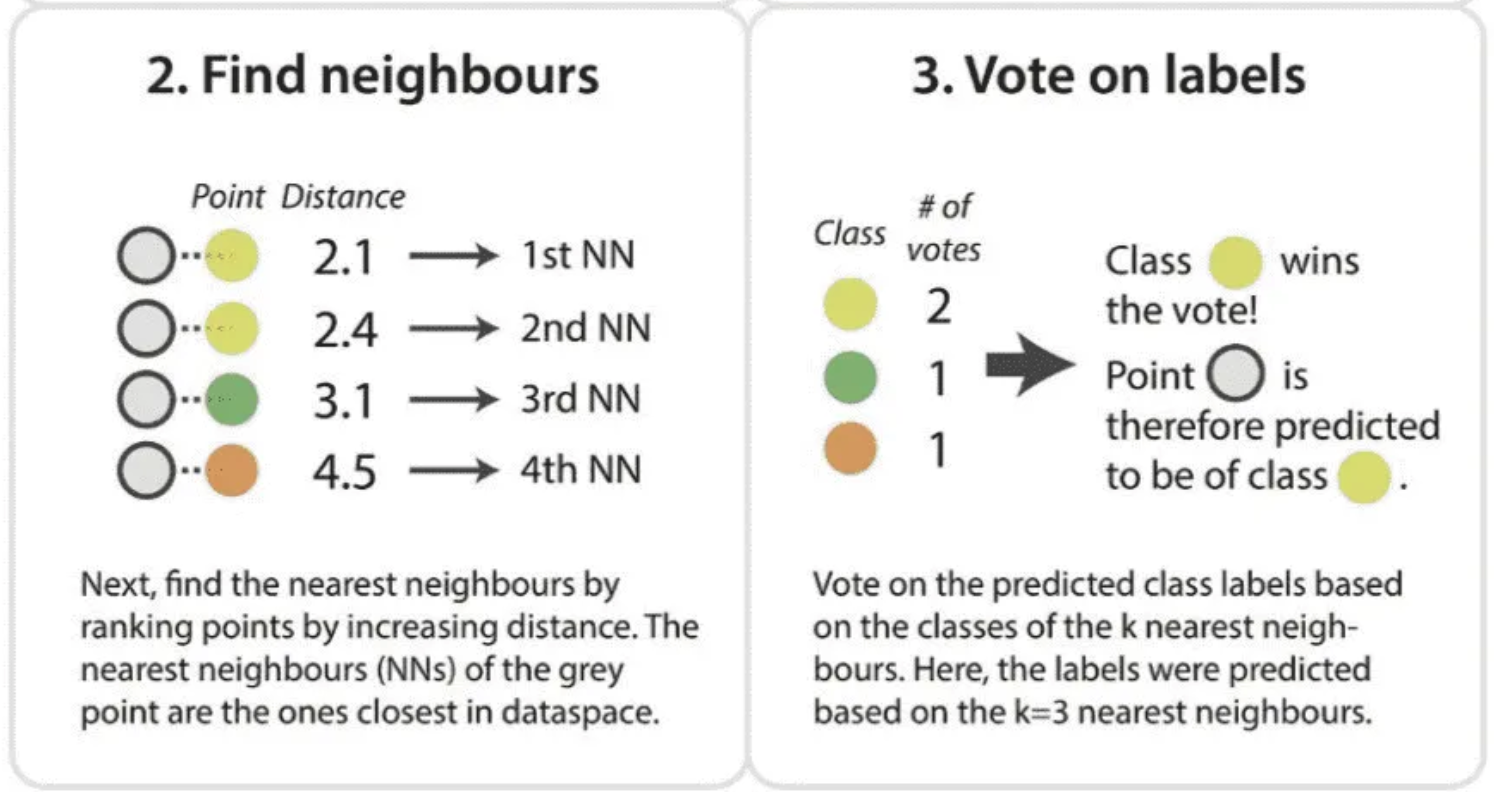 2. Find neighbours
Point Distance
2.1 1st NN
2.4 2nd NN
3.1 3rd NN
4.5 4th NN
Next, find the nearest neighbours by
ranking points by increasing distance. The
nearest neighbours (NNs) of the grey
point are the ones closest in dataspace.
3. Vote on labels
Class # of
votes
2
1
1
Class wins
the vote!
Point is
therefore predicted
to be of class .
Vote on the predicted class labels based
on the classes of the k nearest neigh-
bours. Here, the labels were predicted
based on the k=3 nearest neighbours.